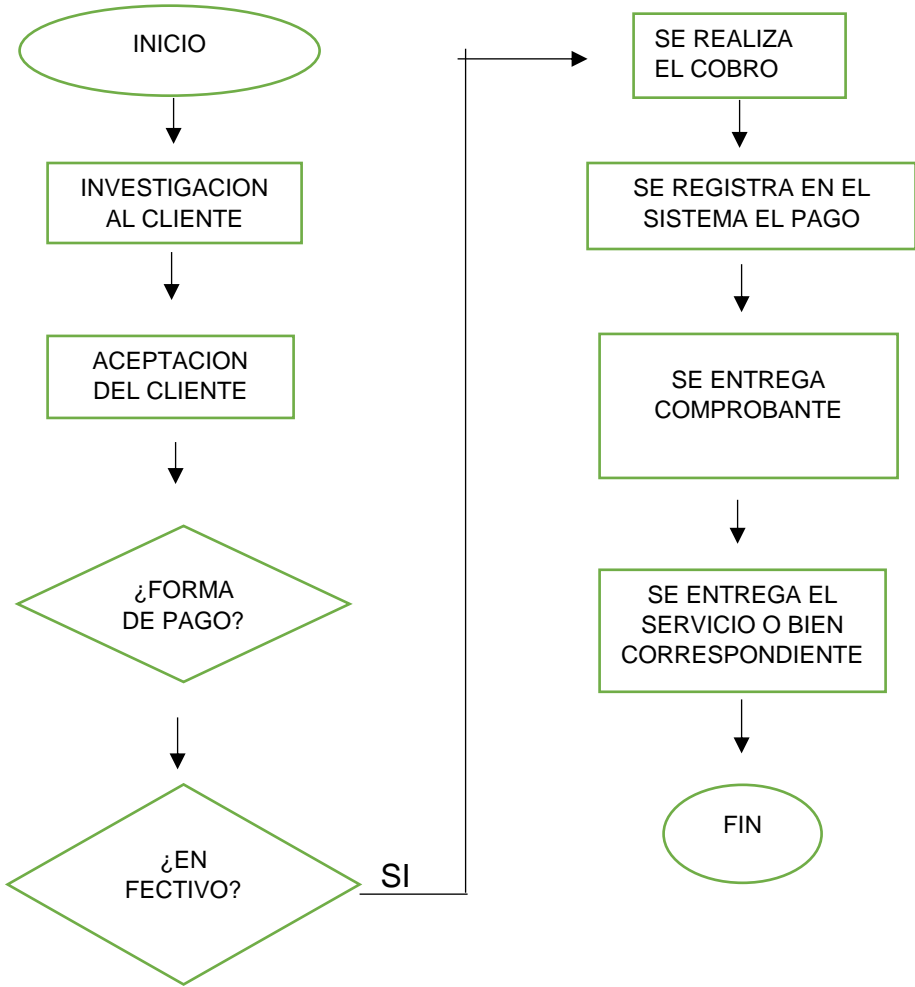 INICIO
INVESTIGACION
AL CLIENTE
ACEPTACION
DEL CLIENTE
¿FORMA
DE PAGO?
¿EN
FECTIVO?
SI
SE REALIZA
EL COBRO
SE REGISTRA EN EL
SISTEMA EL PAGO
SE ENTREGA
COMPROBANTE
SE ENTREGA EL
SERVICIO O BIEN
CORRESPONDIENTE
FIN